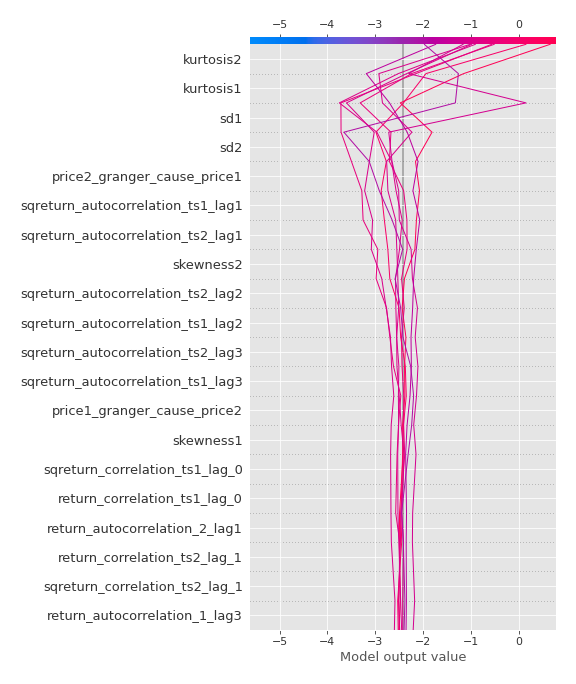 −5 −4 −3 −2 −1 0
kurtosis2
kurtosis1
sd1
sd2
price2_granger_cause_price1
sqreturn_autocorrelation_ts1_lag1
sqreturn_autocorrelation_ts2_lag1
skewness2
sqreturn_autocorrelation_ts2_lag2
sqreturn_autocorrelation_ts1_lag2
sqreturn_autocorrelation_ts2_lag3
sqreturn_autocorrelation_ts1_lag3
price1_granger_cause_price2
skewness1
sqreturn_correlation_ts1_lag_0
return_correlation_ts1_lag_0
return_autocorrelation_2_lag1
return_correlation_ts2_lag_1
sqreturn_correlation_ts2_lag_1
return_autocorrelation_1_lag3
−5 −4 −3 −2 −1 0
Model output value